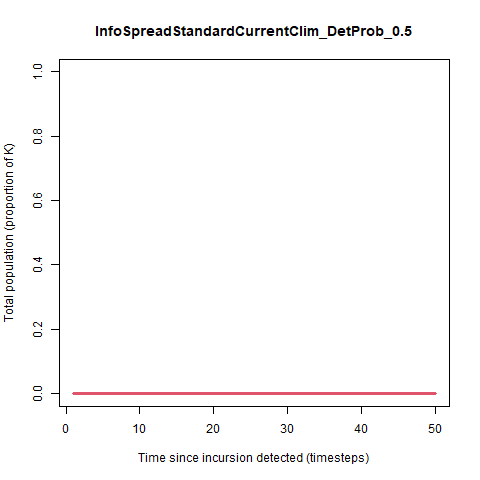 InfoSpreadStandardCurrentClim_DetProb_0.5
Total population (proportion of K)
1.0
0.8
0.6
0.4
0.2
0.0
0 10 20 30 40 50
Time since incursion detected (timesteps)